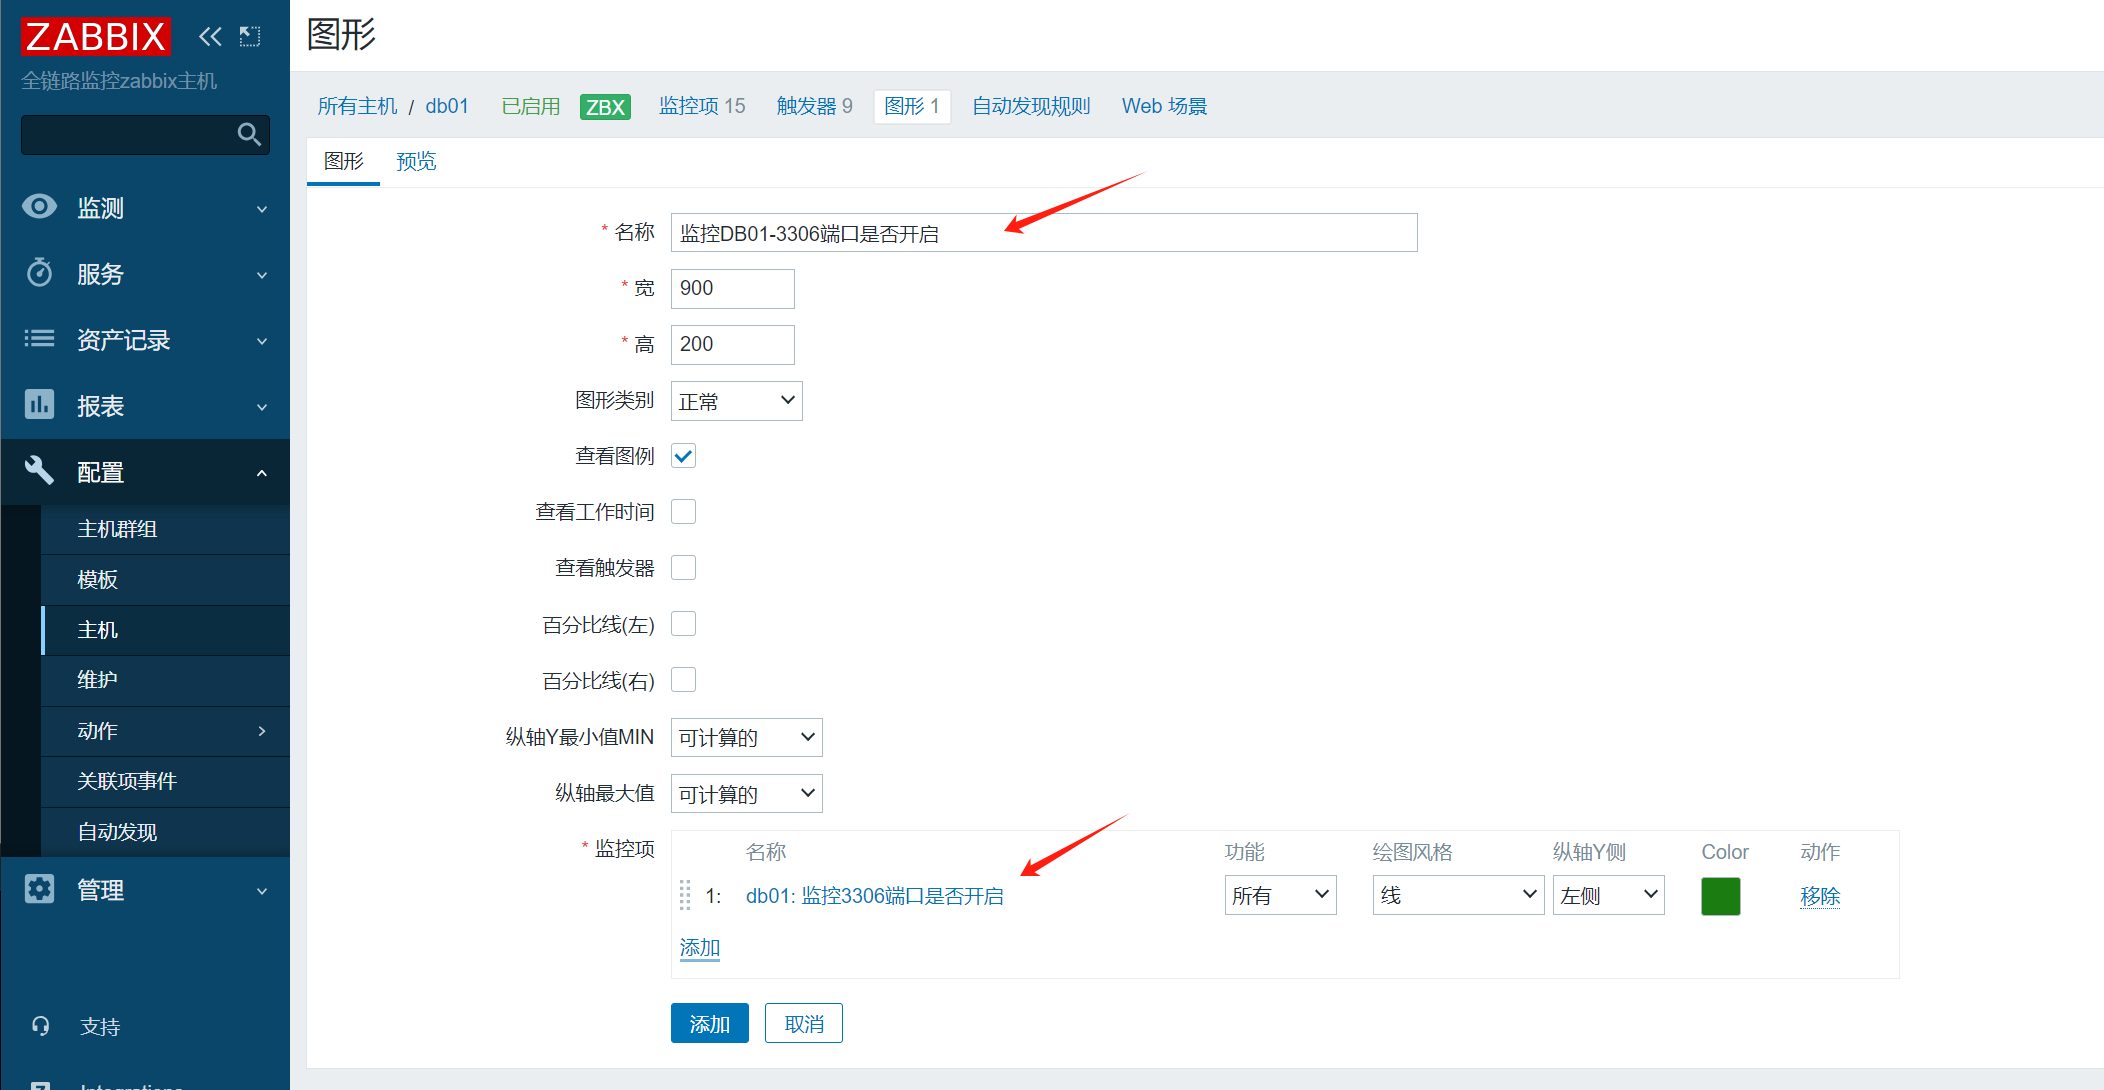 ZABBIX
全链路监控zabbix主机
监测
服务
资产记录
报表
配置
主机群组
模板
主机
维护
动作
关联项事件
自动发现
管理
支持
Integrations
图形
所有主机 / db01 已启用 ZBX 监控项 15 触发器 9 图形 1 自动发现规则 Web 场景
图形 预览
* 名称 监控DB01-3306端口是否开启
* 宽 900
* 高 200
图形类别 正常
查看图例
查看工作时间
查看触发器
百分比线(左)
百分比线(右)
纵轴Y最小值MIN 可计算的
纵轴最大值 可计算的
* 监控项 名称 功能 绘图风格 纵轴Y侧 Color 动作
1: db01: 监控3306端口是否开启 所有 线 左侧 移除
添加
添加 取消